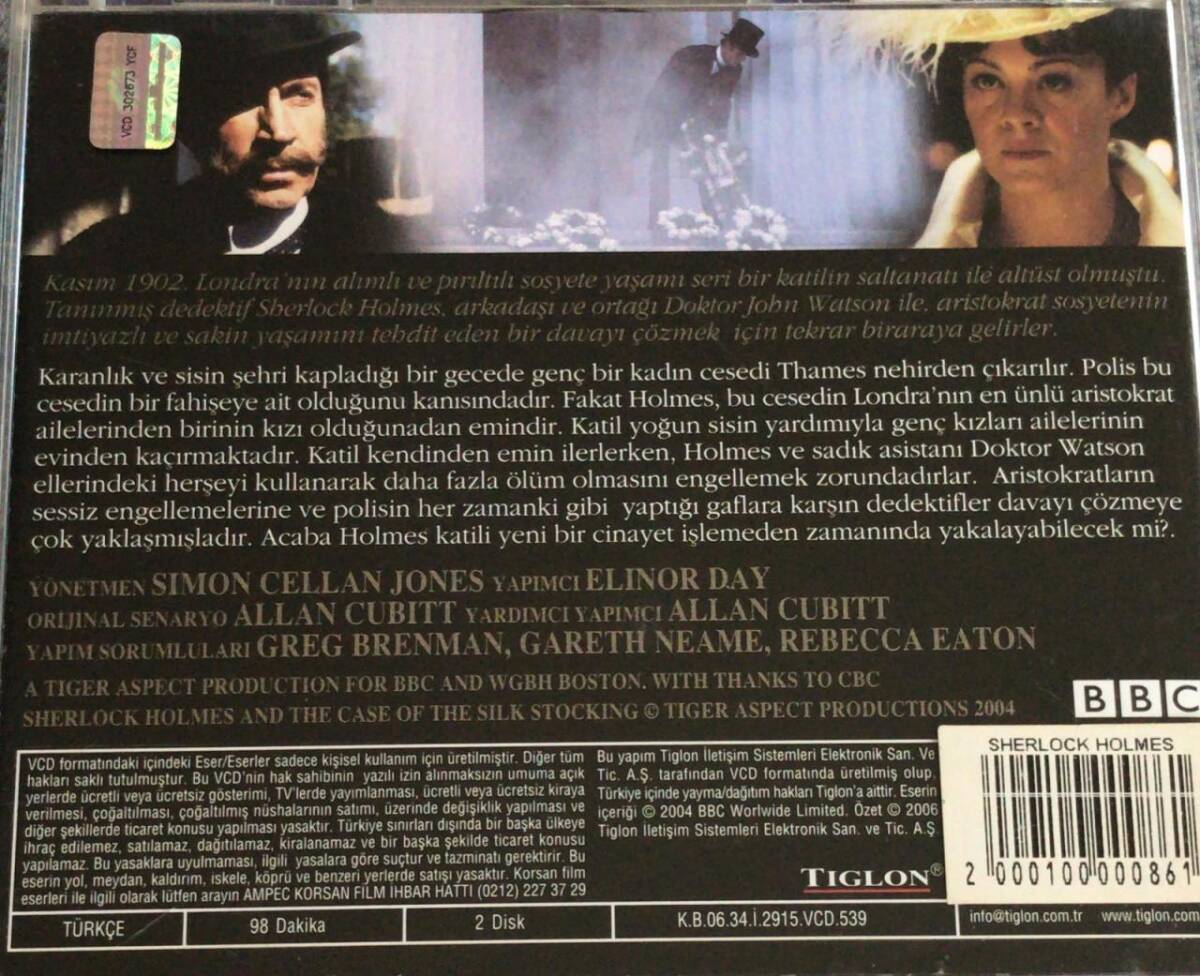 VCD 302673 YCF
Kasım 1902. Londra'nın alımlı ve pırıltılı sosyete yaşamı seri bir katilin saltanatı ile altüst olmuştu.
Tanınmış dedektif Sherlock Holmes, arkadaşı ve ortağı Doktor John Watson ile, aristokrat sosyetenin
imtiyazlı ve sakin yaşamını tehdit eden bir davayı çözmek için tekrar biraraya gelirler.
Karanlık ve sisin şehri kapladığı bir gecede genç bir kadın cesedi Thames nehirden çıkarılır. Polis bu
cesedin bir fahişeye ait olduğunu kanısındadır. Fakat Holmes, bu cesedin Londra'nın en ünlü aristokrat
ailelerinden birinin kızı olduğunadan emindir. Katil yoğun sisin yardımıyla genç kızları ailelerinin
evinden kaçırmaktadır. Katil kendinden emin ilerlerken, Holmes ve sadık asistanı Doktor Watson
ellerindeki herşeyi kullanarak daha fazla ölüm olmasını engellemek zorundadırlar. Aristokratların
sessiz engellemelerine ve polisin her zamanki gibi yaptığı gaflara karşın dedektifler davayı çözmeye
çok yaklaşmışladır. Acaba Holmes katili yeni bir cinayet işlemeden zamanında yakalayabilecek mi?.
YÖNETMEN SIMON CELLAN JONES YAPIMCI ELINOR DAY
ORIJINAL SENARYO ALLAN CUBITT YARDIMCI YAPIMCI ALLAN CUBITT
YAPIM SORUMLULARI GREG BRENMAN, GARETH NEAME, REBECCA EATON
A TIGER ASPECT PRODUCTION FOR BBC AND WGBH BOSTON. WITH THANKS TO CBC
SHERLOCK HOLMES AND THE CASE OF THE SILK STOCKING © TIGER ASPECT PRODUCTIONS 2004
BBC
VCD formatındaki içindeki Eser/Eserler sadece kişisel kullanım için üretilmiştir. Diğer tüm
hakları saklı tutulmuştur. Bu VCD'nin hak sahibinin yazılı izin alınmaksızın umuma açık
yerlerde ücretli veya ücretsiz gösterimi, TV'lerde yayımlanması, ücretli veya ücretsiz kiraya
verilmesi, çoğaltılması, çoğaltılmış nüshalarının satımı, üzerinde değişiklik yapılması ve
diğer şekillerde ticaret konusu yapılması yasaktır. Türkiye sınırları dışında bir başka ülkeye
ihraç edilemez, satılamaz, dağıtılamaz, kiralanamaz ve bir başka şekilde ticaret konusu
yapılamaz. Bu yasaklara uyulmaması, ilgili yasalara göre suçtur ve tazminatı gerektirir. Bu
eserin yol, meydan, kaldırım, iskele, köprü ve benzeri yerlerde satışı yasaktır. Korsan film
eserleri ile ilgili olarak lütfen arayın AMPEC KORSAN FILM IHBAR HATTI (0212) 227 37 29
Bu yapım Tiglon İletişim Sistemleri Elektronik San. Ve
Tic. A.Ş. tarafından VCD formatında üretilmiş olup,
Türkiye içinde yayma/dağıtım hakları Tiglon'a aittir. Eserin
içeriği © 2004 BBC Worlwide Limited. Özet © 2006
Tiglon İletişim Sistemleri Elektronik San. ve Tic. A.Ş
TIGLON®
SHERLOCK HOLMES
2 000100 000861
TÜRKÇE
98 Dakika
2 Disk
K.B.06.34.İ.2915.VCD.539
info@tiglon.com.tr www.tiglon.com